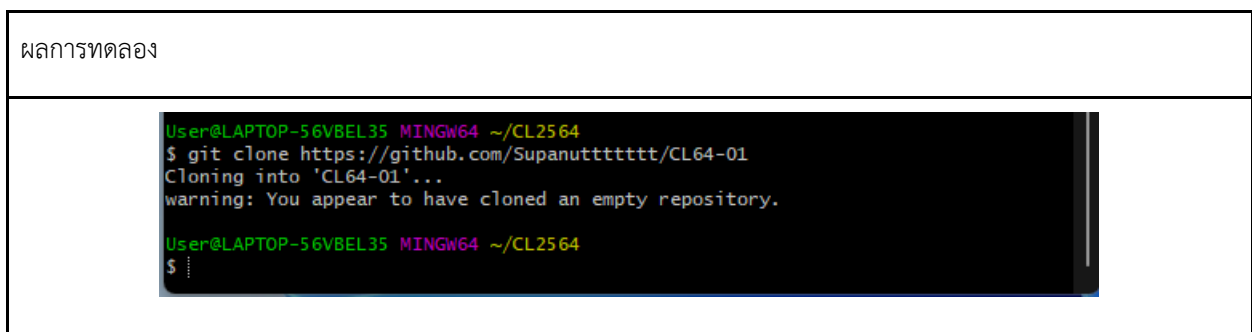 ผลการทดลอง
User@LAPTOP-56VBEL35 MINGW64 ~/CL2564
$ git clone https://github.com/Supanuttttttt/CL64-01
Cloning into 'CL64-01'...
warning: You appear to have cloned an empty repository.
User@LAPTOP-56VBEL35 MINGW64 ~/CL2564
$